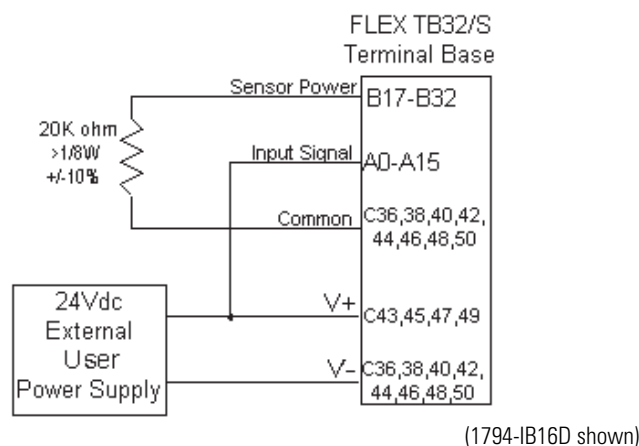 FLEX TB32/S
Terminal Base
Sensor Power
B17-B32
20K ohm
>1/8W
+/-10%
Input Signal
A0-A15
Common
C36,38,40,42,
44,46,48,50
24Vdc
External
User
Power Supply
V+
C43,45,47,49
V-
C36,38,40,42,
44,46,48,50
(1794-IB16D shown)